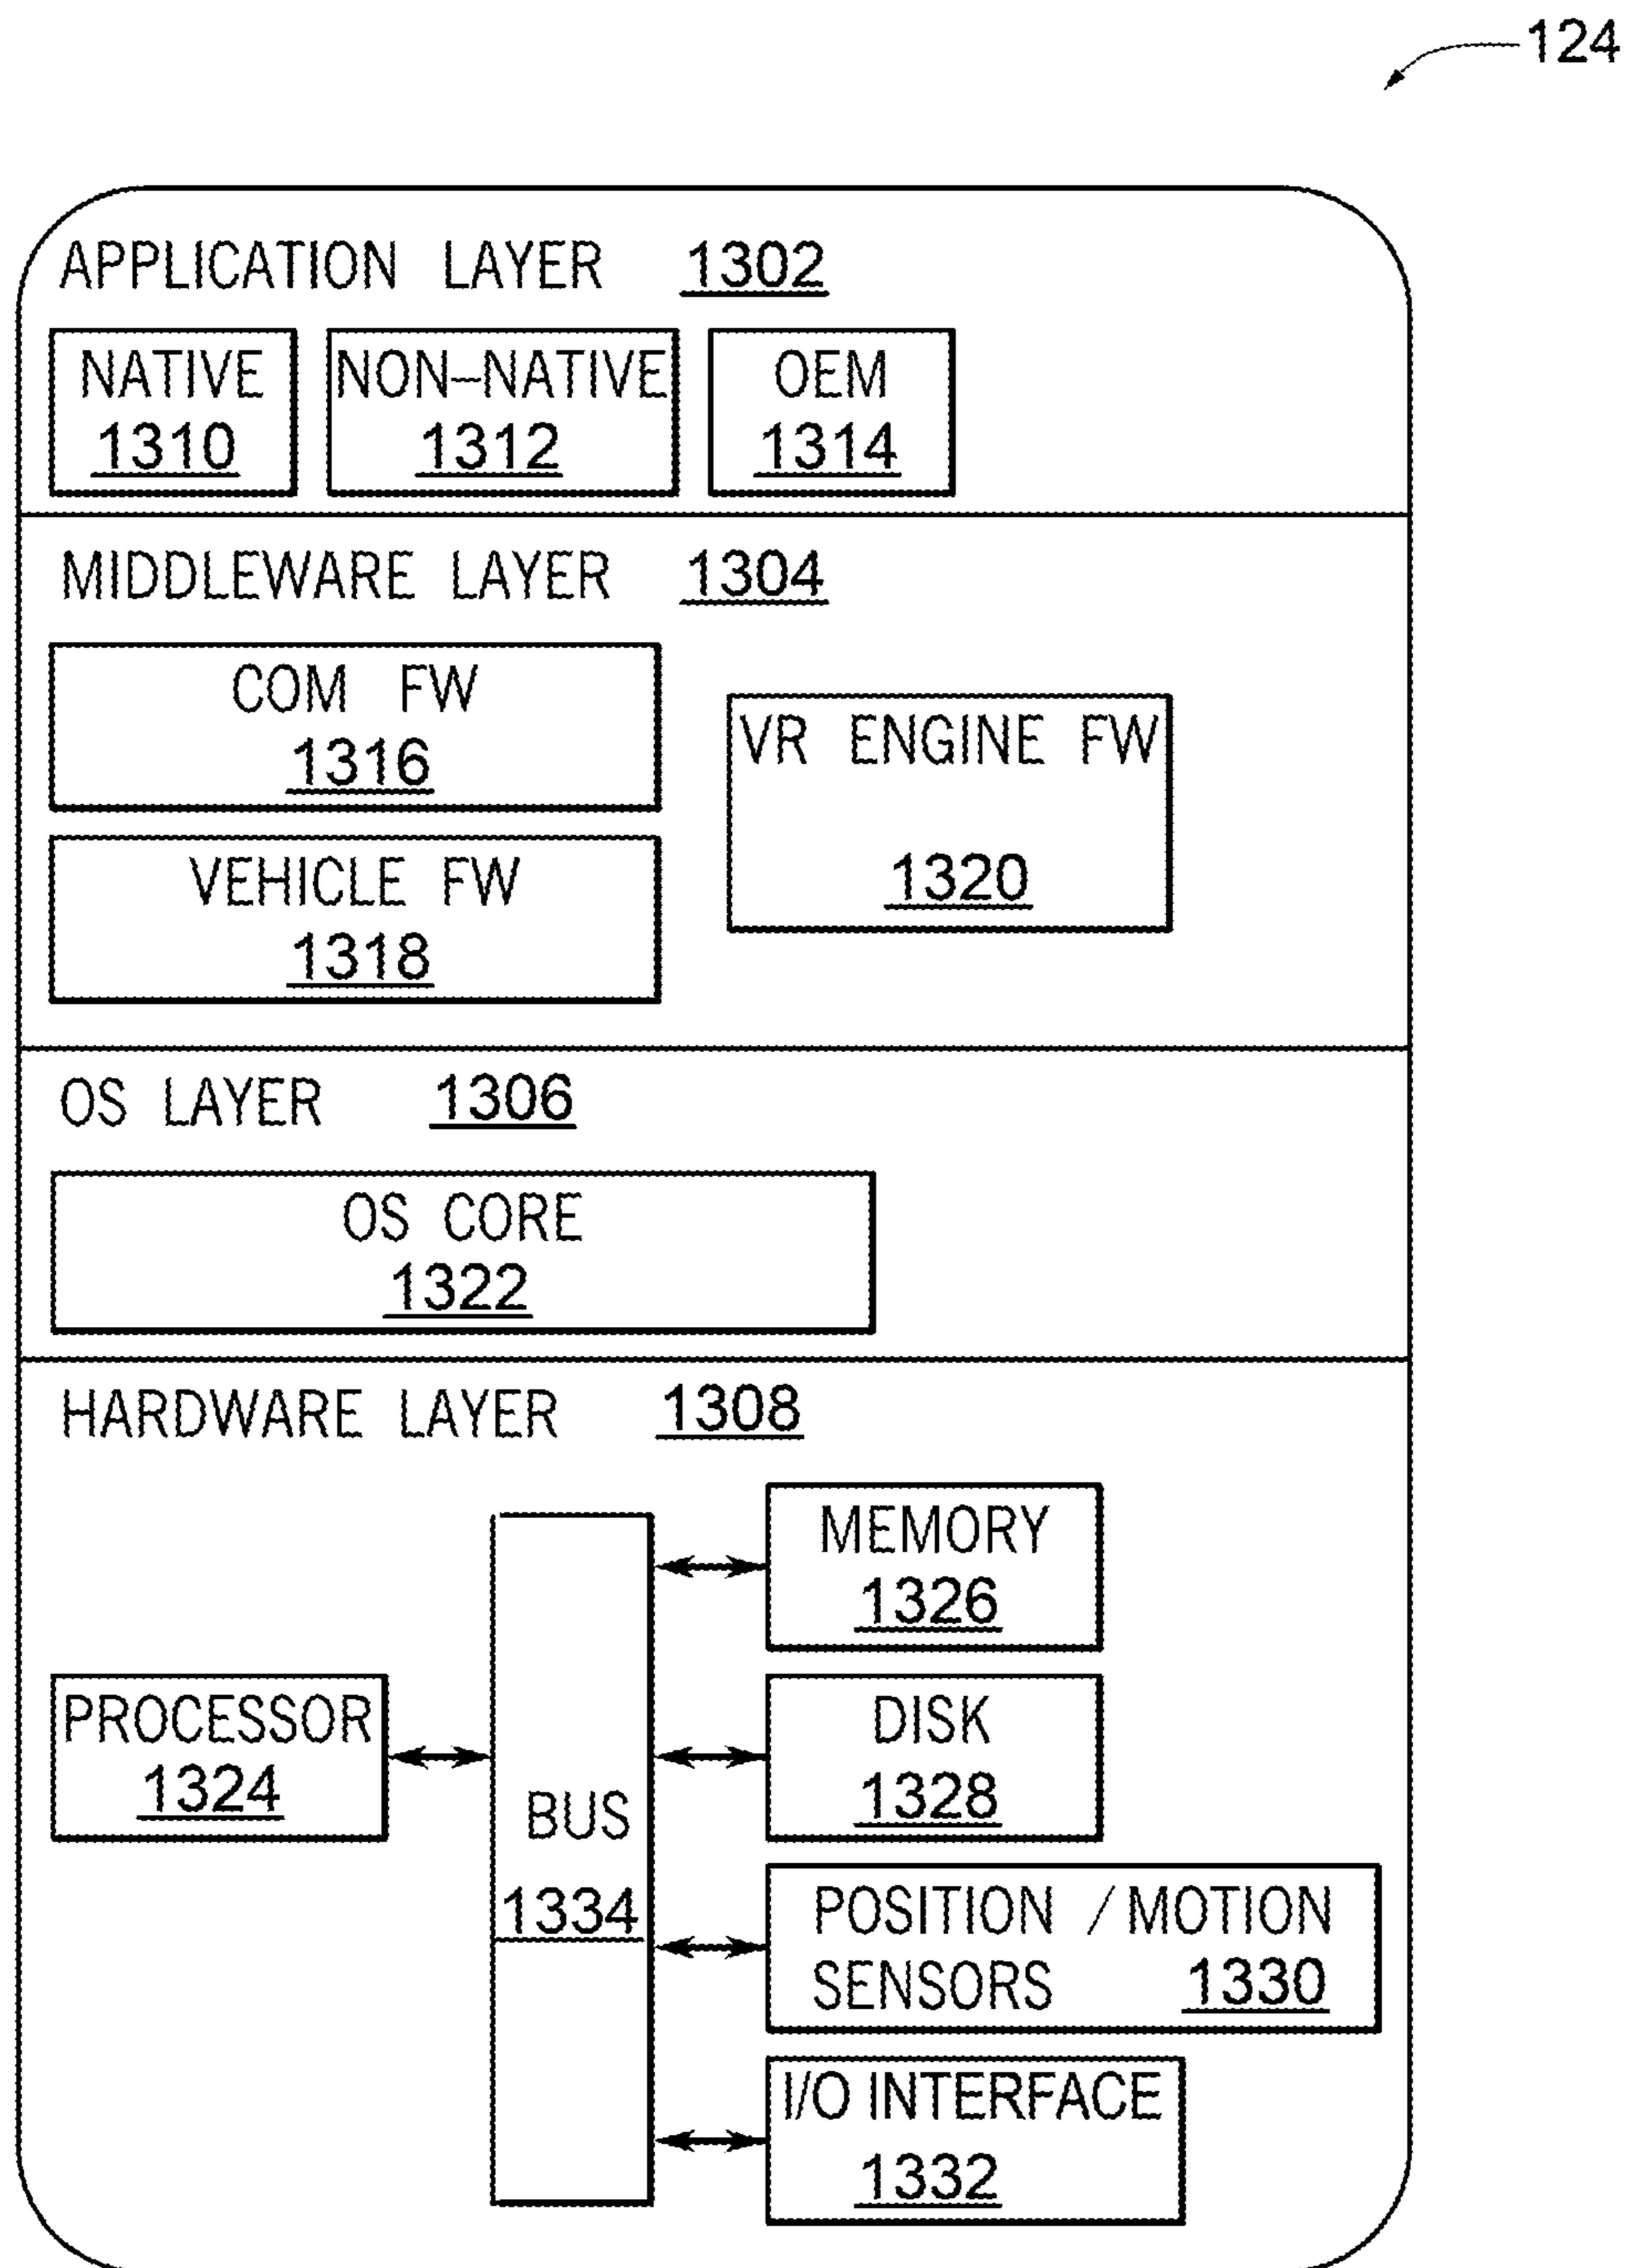 124
APPLICATION LAYER 1302
NATIVE
1310
NON-NATIVE
1312
OEM
1314
MIDDLEWARE LAYER 1304
COM FW
1316
VEHICLE FW
1318
VR ENGINE FW
1320
OS LAYER 1306
OS CORE
1322
HARDWARE LAYER 1308
PROCESSOR
1324
BUS
1334
MEMORY
1326
DISK
1328
POSITION / MOTION
SENSORS 1330
I/O INTERFACE
1332